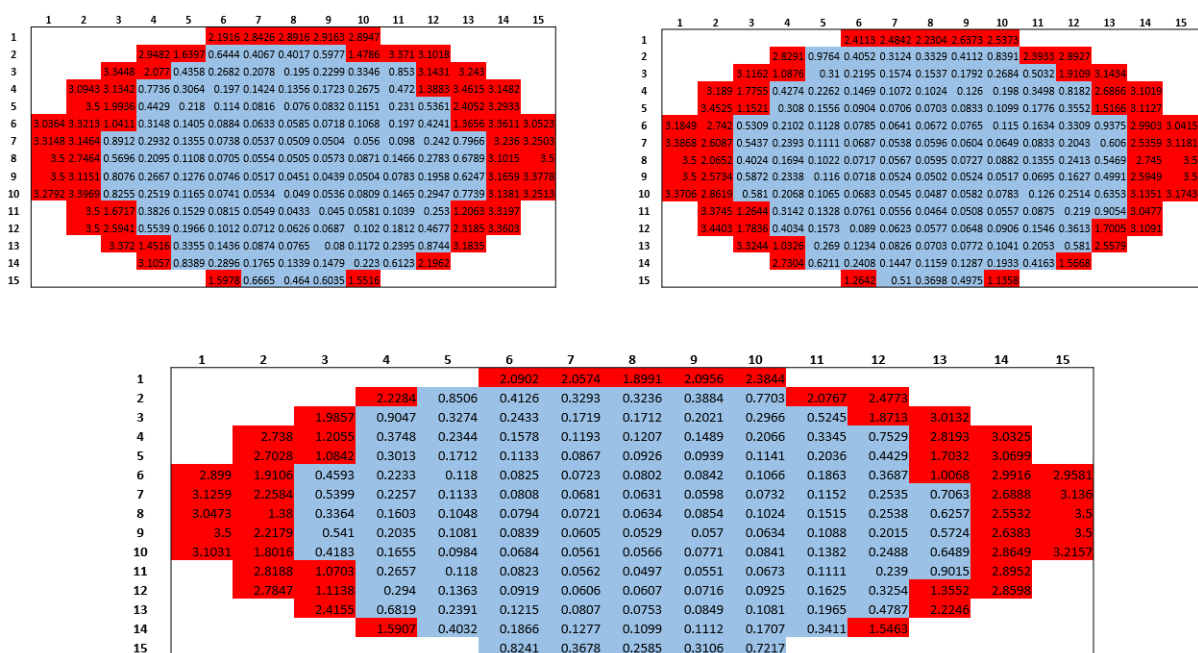 1 2 3 4 5 6 7 8 9 10 11 12 13 14 15
1 2.1916 2.8426 2.8916 2.9163 2.8947
2 2.9482 1.6397 0.6444 0.4067 0.4017 0.5977 1.4786 3.371 3.1018
3 3.3448 2.077 0.4358 0.2682 0.2078 0.195 0.2299 0.3346 0.853 3.1431 3.243
4 3.0943 3.1342 0.7736 0.3064 0.197 0.1424 0.1356 0.1723 0.2675 0.472 1.3883 3.4615 3.1482
5 3.5 1.9936 0.4429 0.218 0.114 0.0816 0.076 0.0832 0.1151 0.231 0.5361 2.4052 3.2933
6 3.0364 3.3213 1.0411 0.3148 0.1405 0.0884 0.0633 0.0585 0.0718 0.1068 0.197 0.4241 1.3656 3.3611 3.0523
7 3.3148 3.1464 0.8912 0.2932 0.1355 0.0738 0.0537 0.0509 0.0504 0.056 0.098 0.242 0.7966 3.236 3.2503
8 3.5 2.7464 0.5696 0.2095 0.1108 0.0705 0.0554 0.0505 0.0573 0.0871 0.1466 0.2783 0.6789 3.1015 3.5
9 3.5 3.1151 0.8076 0.2667 0.1276 0.0746 0.0517 0.0451 0.0439 0.0504 0.0783 0.1958 0.6247 3.1659 3.3778
10 3.2792 3.3969 0.8255 0.2519 0.1165 0.0741 0.0534 0.049 0.0536 0.0809 0.1465 0.2947 0.7739 3.1381 3.2513
11 3.5 1.6717 0.3826 0.1529 0.0815 0.0549 0.0433 0.045 0.0581 0.1039 0.253 1.2063 3.3197
12 3.5 2.5941 0.5539 0.1966 0.1012 0.0712 0.0626 0.0687 0.102 0.1812 0.4677 2.3185 3.3603
13 3.372 1.4516 0.3355 0.1436 0.0874 0.0765 0.08 0.1172 0.2395 0.8744 3.1835
14 3.1057 0.8389 0.2896 0.1765 0.1339 0.1479 0.223 0.6123 2.1962
15 1.5978 0.6665 0.464 0.6035 1.5516
1 2 3 4 5 6 7 8 9 10 11 12 13 14 15
1 2.4113 2.4842 2.2304 2.6373 2.5373
2 2.8291 0.9764 0.4052 0.3124 0.3329 0.4112 0.8391 2.3933 2.8927
3 3.1162 1.0876 0.31 0.2195 0.1574 0.1537 0.1792 0.2684 0.5032 1.9109 3.1434
4 3.189 1.7755 0.4274 0.2262 0.1469 0.1072 0.1024 0.126 0.198 0.3498 0.8182 2.6866 3.1019
5 3.4525 1.1521 0.308 0.1556 0.0904 0.0706 0.0703 0.0833 0.1099 0.1776 0.3552 1.5166 3.1127
6 3.1849 2.742 0.5309 0.2102 0.1128 0.0785 0.0641 0.0672 0.0765 0.115 0.1634 0.3309 0.9375 2.9903 3.0415
7 3.3868 2.6087 0.5437 0.2393 0.1111 0.0687 0.0538 0.0596 0.0604 0.0649 0.0833 0.2043 0.606 2.5359 3.1181
8 3.5 2.0652 0.4024 0.1694 0.1022 0.0717 0.0567 0.0595 0.0727 0.0882 0.1355 0.2413 0.5469 2.745 3.5
9 3.5 2.5734 0.5872 0.2338 0.116 0.0718 0.0524 0.0502 0.0524 0.0605 0.0957 0.1627 0.4991 2.5949 3.5
10 3.3706 2.8619 0.581 0.2068 0.1065 0.0683 0.0545 0.0487 0.0582 0.0783 0.126 0.2514 0.6353 3.1351 3.1743
11 3.3745 1.2644 0.3142 0.1328 0.0761 0.0556 0.0464 0.0508 0.0557 0.0875 0.219 0.9054 3.0477
12 3.4403 1.7836 0.4034 0.1573 0.089 0.0623 0.0577 0.0648 0.0906 0.1546 0.3613 1.7005 3.1091
13 3.3244 1.0326 0.269 0.1234 0.0826 0.0703 0.0772 0.1041 0.2053 0.581 2.5579
14 2.7304 0.6211 0.2408 0.1447 0.1159 0.1287 0.1933 0.4163 1.5668
15 1.2642 0.51 0.3698 0.4975 1.1358
1 2 3 4 5 6 7 8 9 10 11 12 13 14 15
1 2.0902 2.0574 1.8991 2.0956 2.3844
2 2.2284 0.8506 0.4126 0.3293 0.3236 0.3884 0.7703 2.0767 2.4773
3 1.9857 0.9047 0.3274 0.2433 0.1719 0.1712 0.2021 0.2966 0.5245 1.8713 3.0132
4 2.738 1.2055 0.3748 0.2344 0.1578 0.1193 0.1207 0.1489 0.2066 0.3345 0.7529 2.8193 3.0325
5 2.7028 1.0842 0.3013 0.1712 0.1133 0.0867 0.0926 0.0939 0.1141 0.2036 0.4429 1.7032 3.0699
6 2.899 1.9106 0.4593 0.2233 0.118 0.0825 0.0723 0.0802 0.0842 0.1066 0.1863 0.3687 1.0068 2.9916 2.9581
7 3.1259 2.2584 0.5399 0.2257 0.1133 0.0808 0.0681 0.0631 0.0598 0.0732 0.1152 0.2535 0.7063 2.6888 3.136
8 3.0473 1.38 0.3364 0.1603 0.1048 0.0794 0.0721 0.0634 0.0854 0.1024 0.1515 0.2538 0.6257 2.5532 3.5
9 3.5 2.2179 0.541 0.2035 0.1081 0.0839 0.0605 0.0529 0.057 0.0634 0.1088 0.2015 0.5724 2.6383 3.5
10 3.1031 1.8016 0.4183 0.1655 0.0984 0.0684 0.0561 0.0566 0.0771 0.0841 0.1382 0.2488 0.6489 2.8649 3.2157
11 2.8188 1.0703 0.2657 0.118 0.0823 0.0562 0.0497 0.0551 0.0673 0.1111 0.239 0.9015 2.8952
12 2.7847 1.1138 0.294 0.1363 0.0919 0.0606 0.0607 0.0716 0.0925 0.1625 0.3254 1.3552 2.8598
13 2.4155 0.6819 0.2391 0.1215 0.0807 0.0753 0.0849 0.1081 0.1965 0.4787 2.2246
14 1.5907 0.4032 0.1866 0.1277 0.1099 0.1112 0.1707 0.3411 1.5463
15 0.8241 0.3678 0.2585 0.3106 0.7217